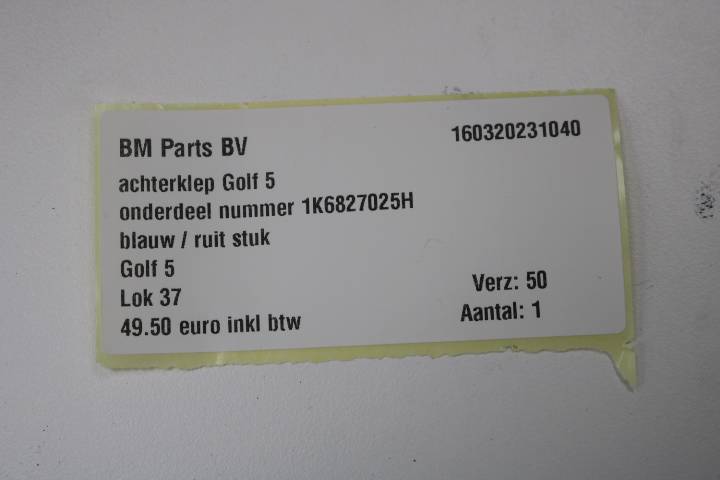 BM Parts BV
160320231040
achterklep Golf 5
onderdeel nummer 1K6827025H
blauw / ruit stuk
Golf 5
Lok 37
49.50 euro inkl btw
Verz: 50
Aantal: 1